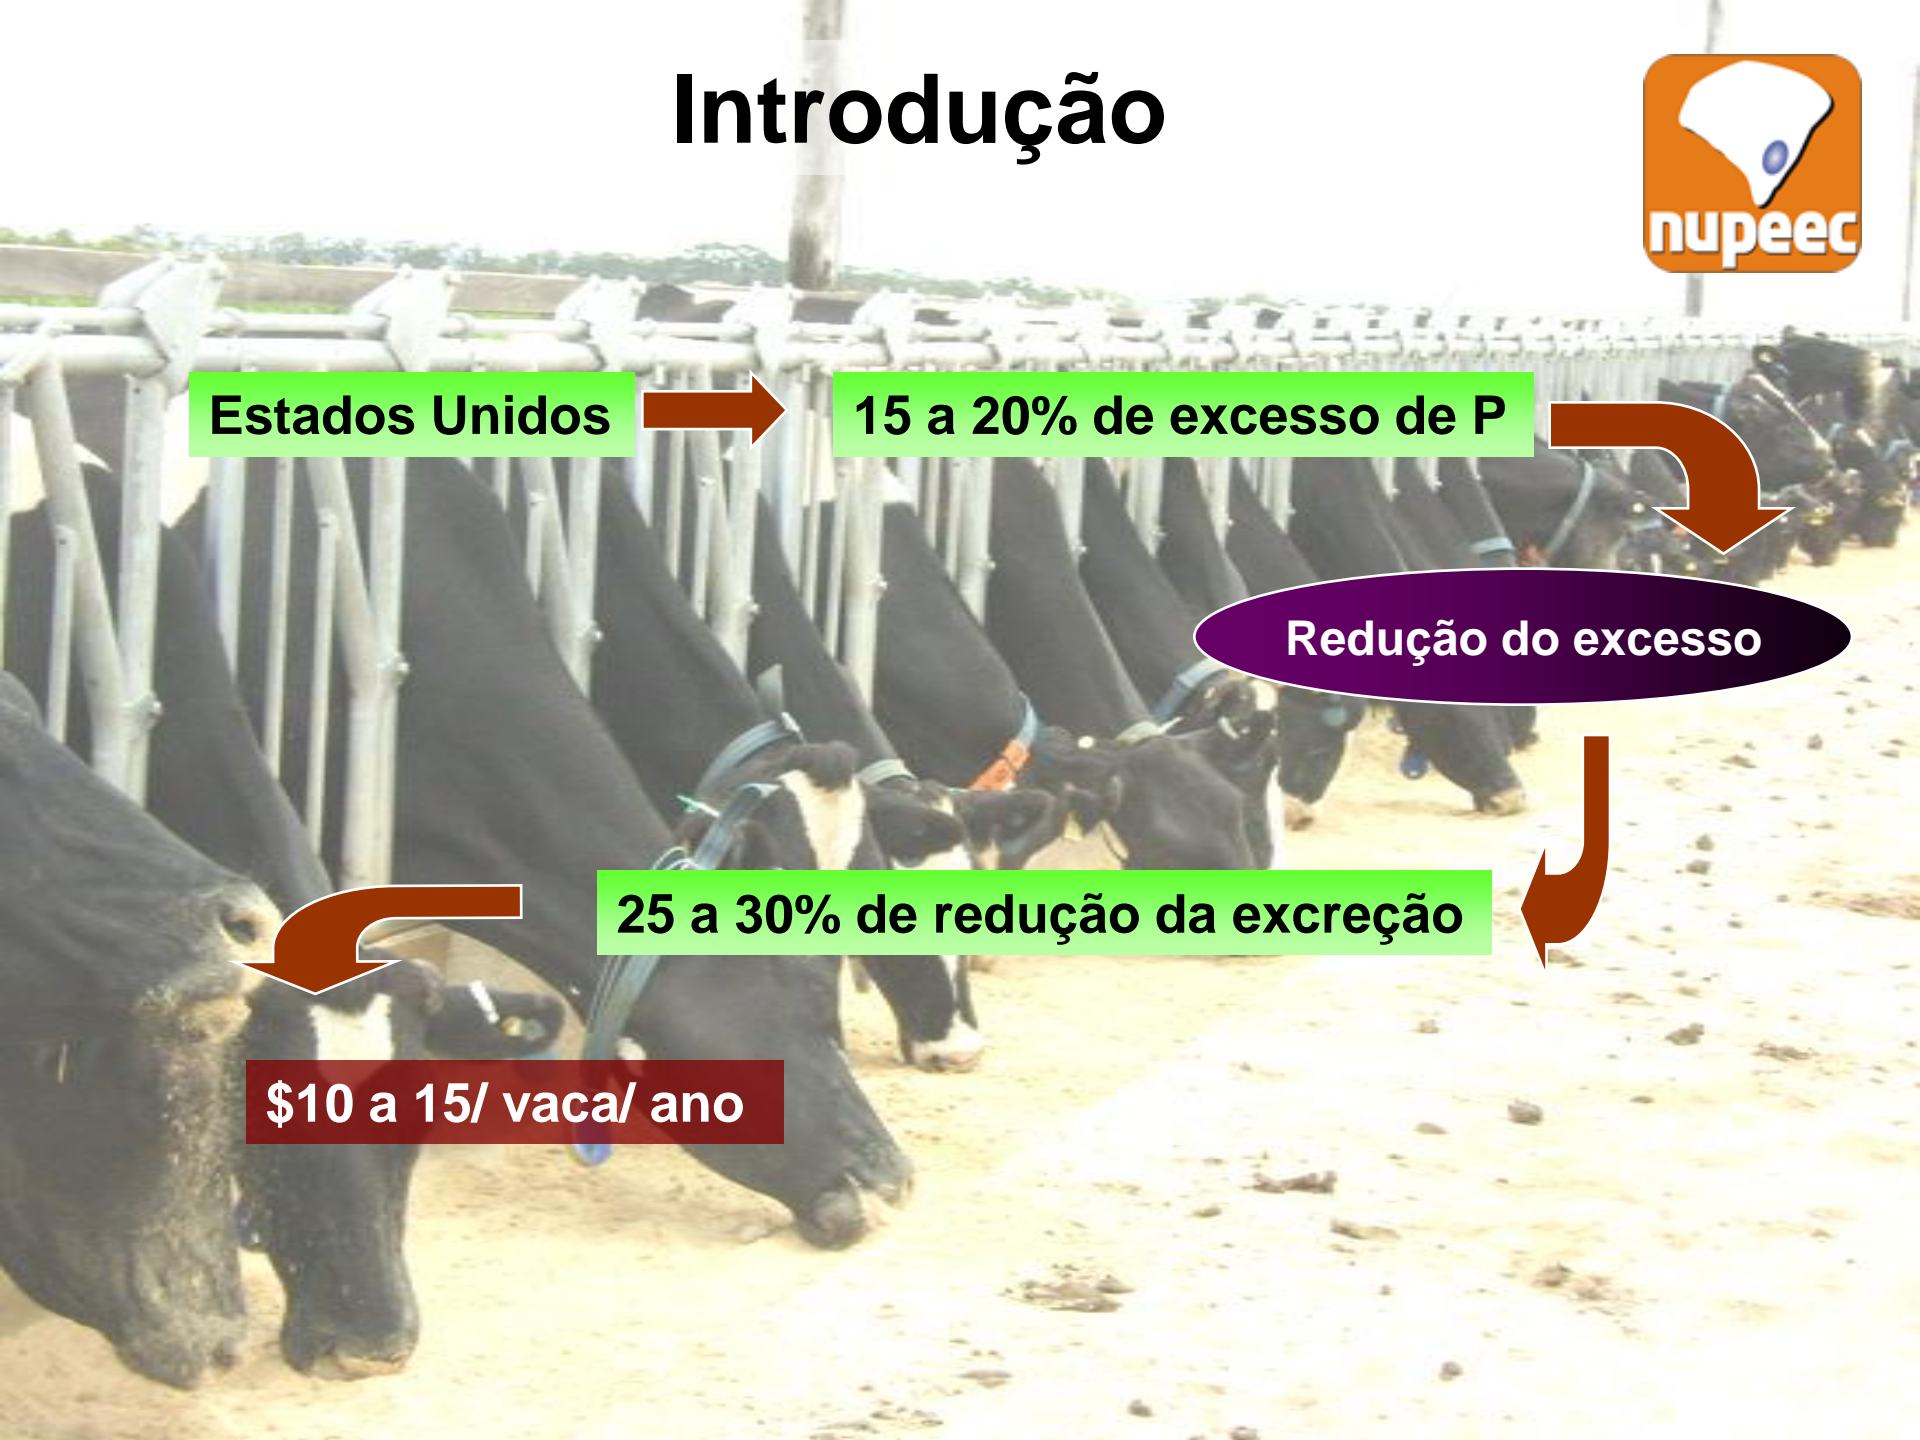 Introdução
nupeec
Estados Unidos
15 a 20% de excesso de P
Redução do excesso
25 a 30% de redução da excreção
$10 a 15/ vaca/ ano